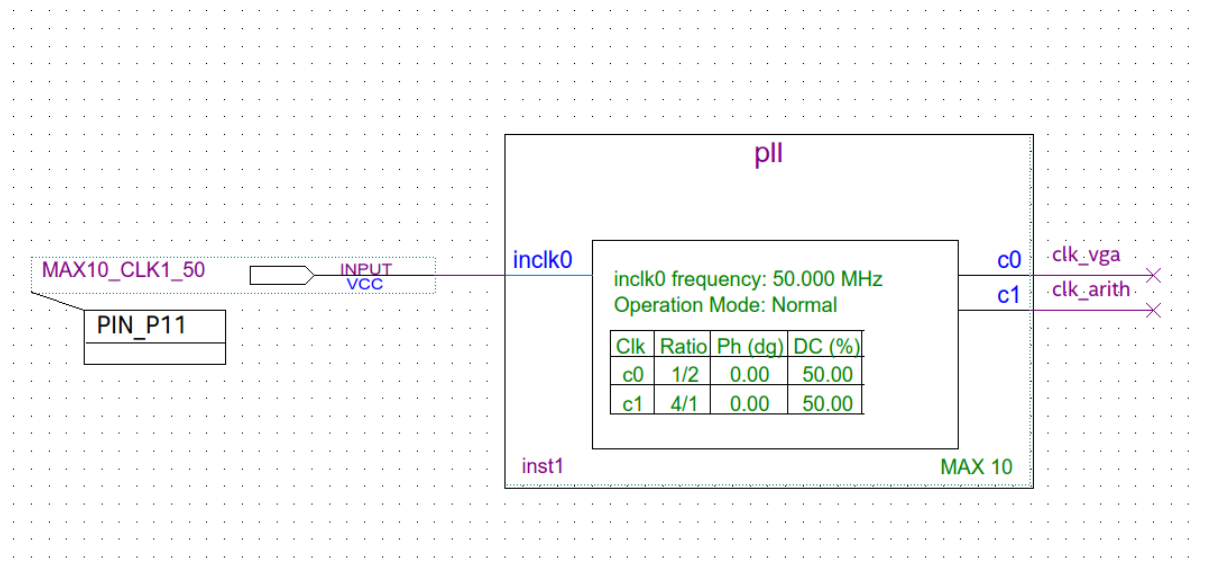 pll
MAX10_CLK1_50
INPUT
VCC
PIN_P11
inclk0
inclk0 frequency: 50.000 MHz
Operation Mode: Normal
Clk Ratio Ph (dg) DC (%)
c0 1/2 0.00 50.00
c1 4/1 0.00 50.00
c0 clk_vga
c1 clk_arith
inst1
MAX 10